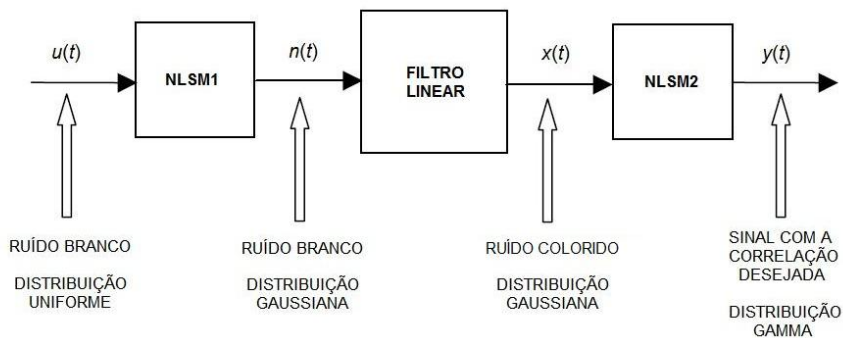 u(t)
NLSM1
n(t)
FILTRO
LINEAR
x(t)
NLSM2
y(t)
RUÍDO BRANCO
DISTRIBUIÇÃO
UNIFORME
RUÍDO BRANCO
DISTRIBUIÇÃO
GAUSSIANA
RUÍDO COLORIDO
DISTRIBUIÇÃO
GAUSSIANA
SINAL COM A
CORRELAÇÃO
DESEJADA
DISTRIBUIÇÃO
GAMMA